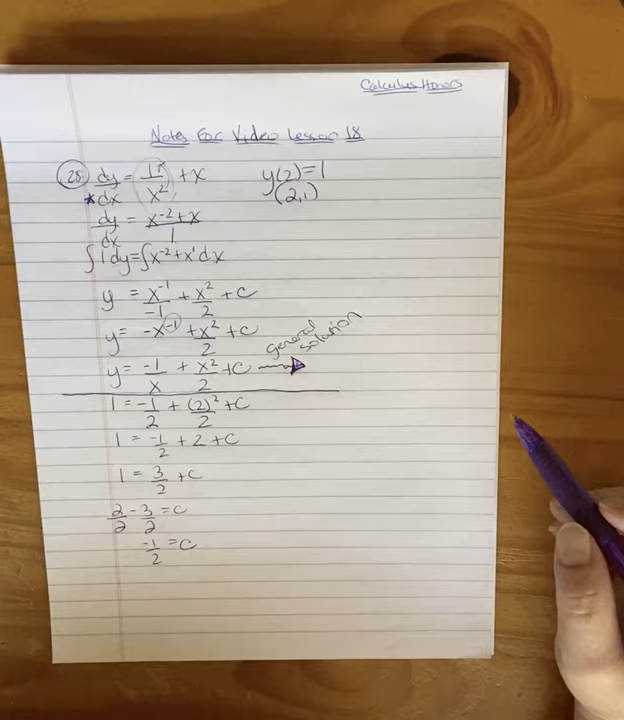 Calculus Honors
Notes For Video Lesson 18
28. dy/dx = 1/x² + x    y(2)=1
* (2,1)
dy/dx = x⁻²+x/1
∫1dy=∫x⁻²+x¹dx
y = x⁻¹/-1 + x²/2 + C
y = -x⁻¹ + x²/2 + C
y = -1/x + x²/2 + C → general solution
1 = -1/2 + (2)²/2 + C
1 = -1/2 + 2 + C
1 = 3/2 + C
2/2 - 3/2 = C
-1/2 = C